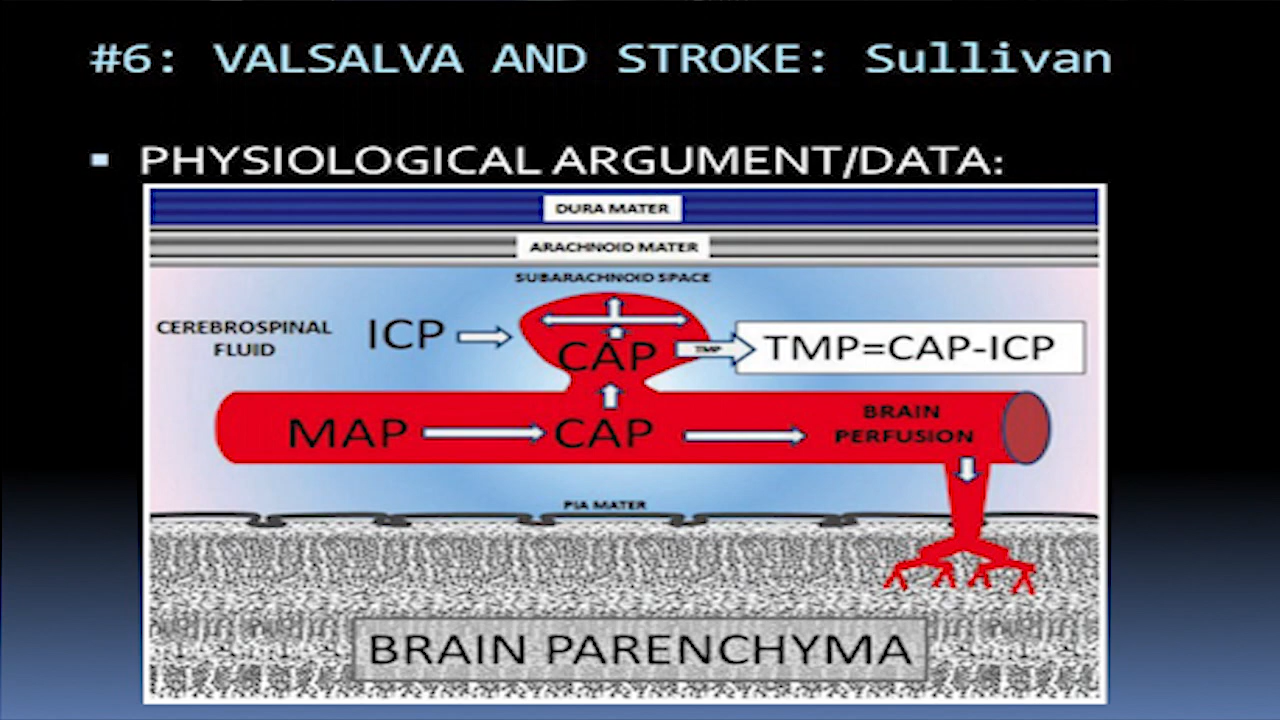 #6: VALSALVA AND STROKE: Sullivan
PHYSIOLOGICAL ARGUMENT/DATA:
DURA MATER
ARACHNOID MATER
SUBARACHNOID SPACE
CEREBROSPINAL
FLUID
ICP
CAP
TMP
TMP=CAP-ICP
MAP
CAP
BRAIN
PERFUSION
PIA MATER
BRAIN PARENCHYMA